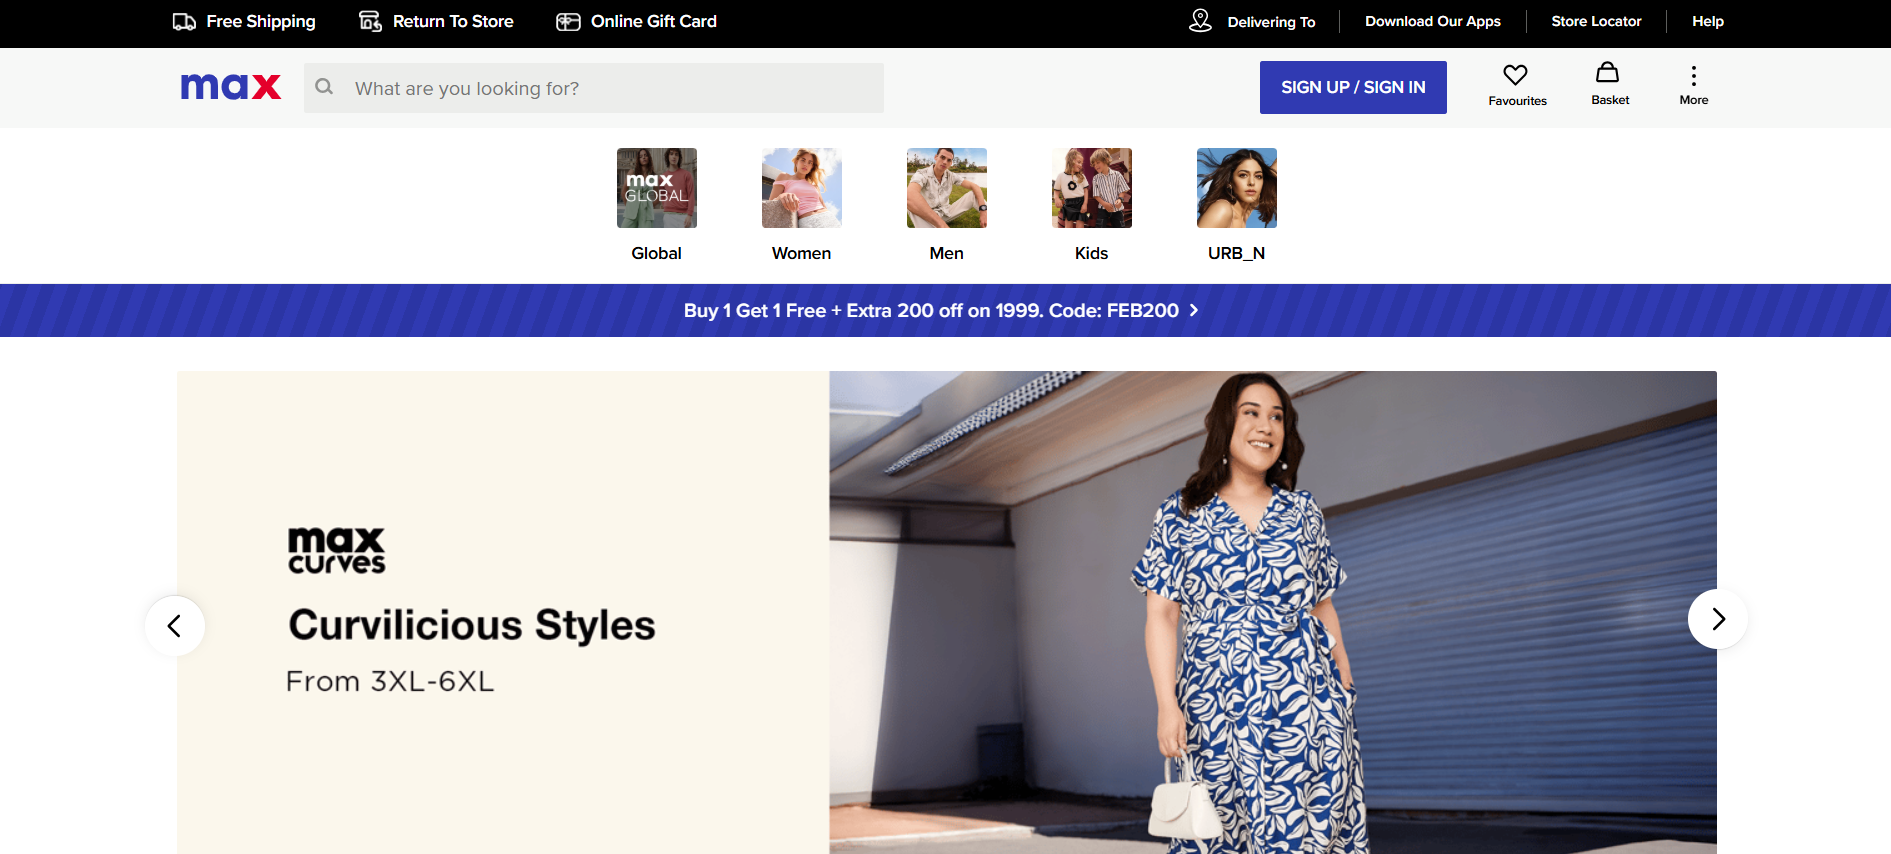 Free Shipping
Return To Store
Online Gift Card
Delivering To
Download Our Apps
Store Locator
Help
max
What are you looking for?
SIGN UP / SIGN IN
Favourites
Basket
More
max
GLOBAL
Global
Women
Men
Kids
URB_N
Buy 1 Get 1 Free + Extra 200 off on 1999. Code: FEB200
max
curves
Curvilicious Styles
From 3XL-6XL